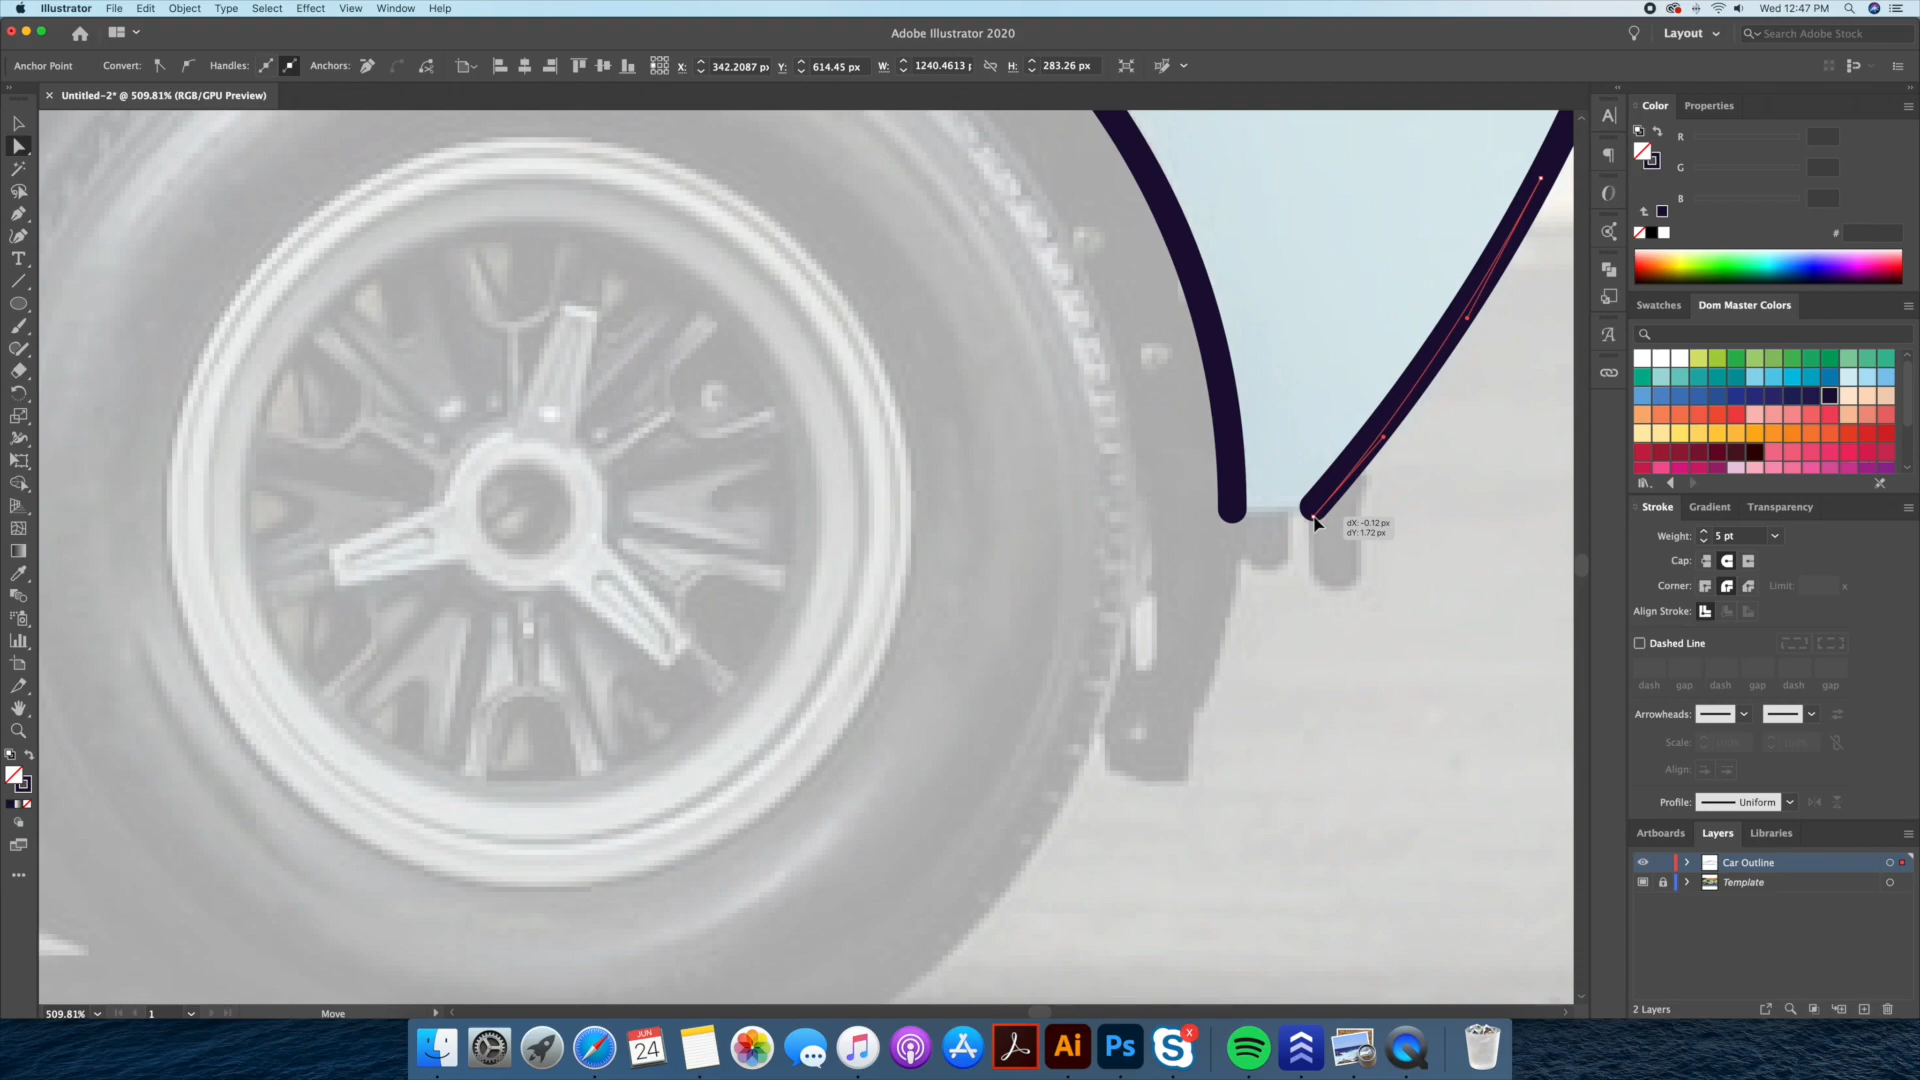 Illustrator File Edit Object Type Select Effect View Window Help
Wed 12:47 PM
Adobe Illustrator 2020
Layout
Search Adobe Stock
Anchor Point Convert: Handles: Anchors: X: 342.2087 px Y: 614.45 px W: 1240.4613 H: 283.26 px
Untitled-2* @ 509.81% (RGB/GPU Preview)
Color Properties
R
G
B
#
Swatches Dom Master Colors
dX: -0.12 px
dY: 1.72 px
Stroke Gradient Transparency
Weight: 5 pt
Cap:
Corner: Limit: x
Align Stroke:
Dashed Line
dash gap dash gap dash gap
Arrowheads:
Scale: 100% 100%
Align:
Profile: Uniform
Artboards Layers Libraries
Car Outline
Template
2 Layers
509.81% 1 Move
JUN
24
Ai
Ps